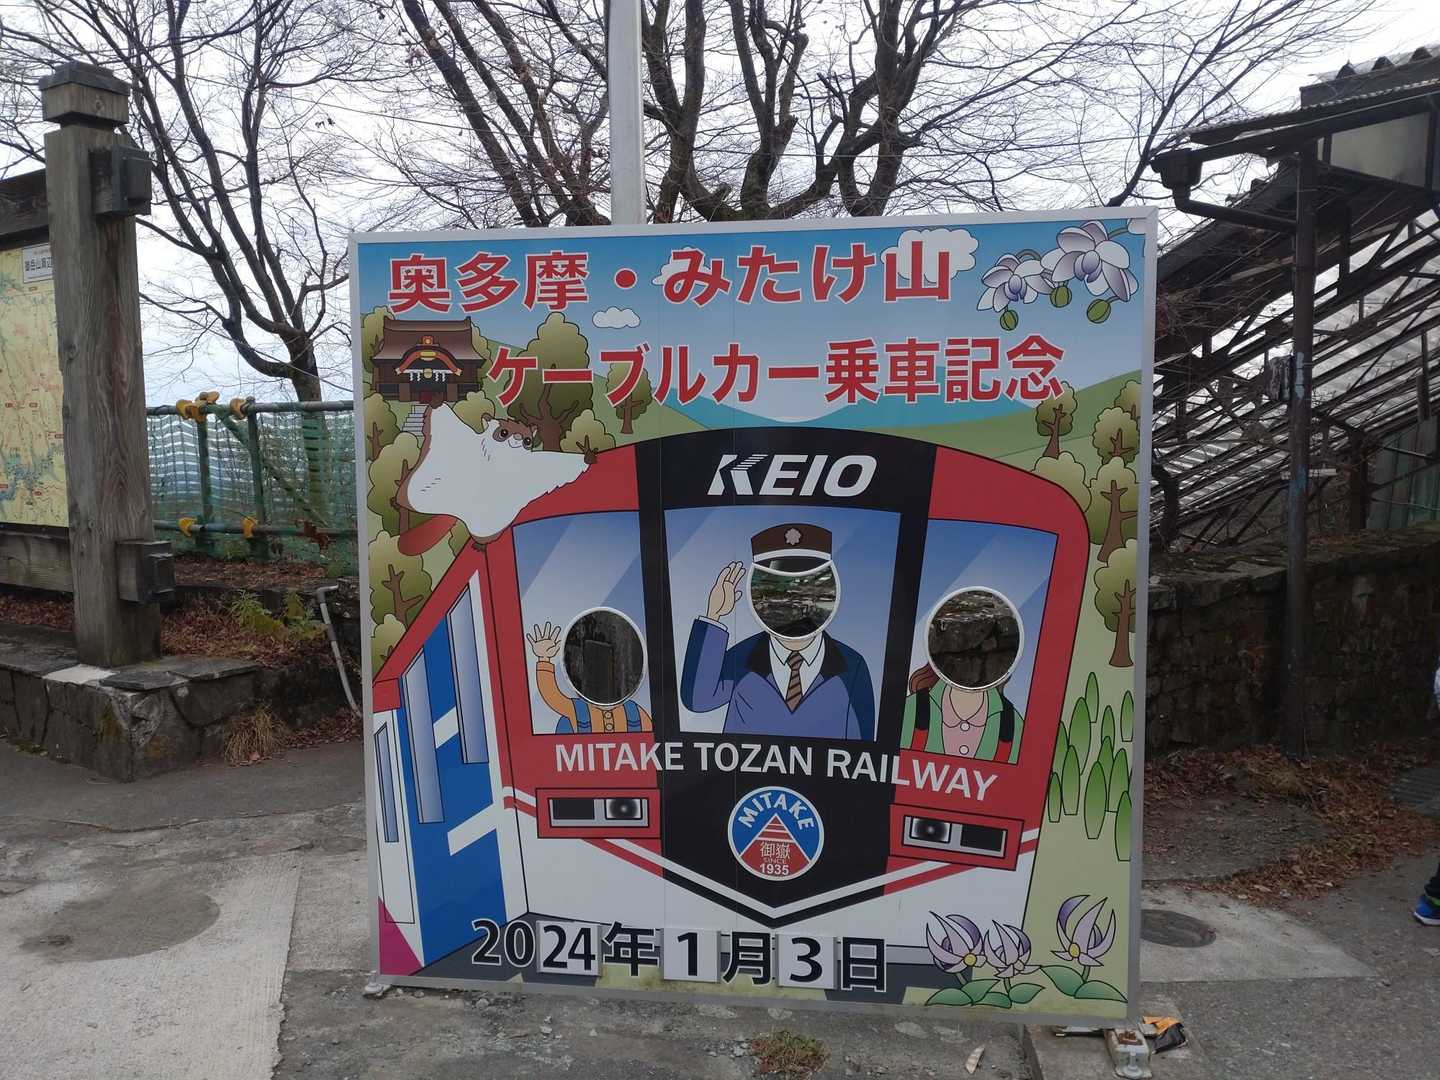 奥多摩・みたけ山
ケーブルカー乗車記念
KEIO
MITAKE TOZAN RAILWAY
MITAKE
御嶽
SINCE
1935
2024年1月3日